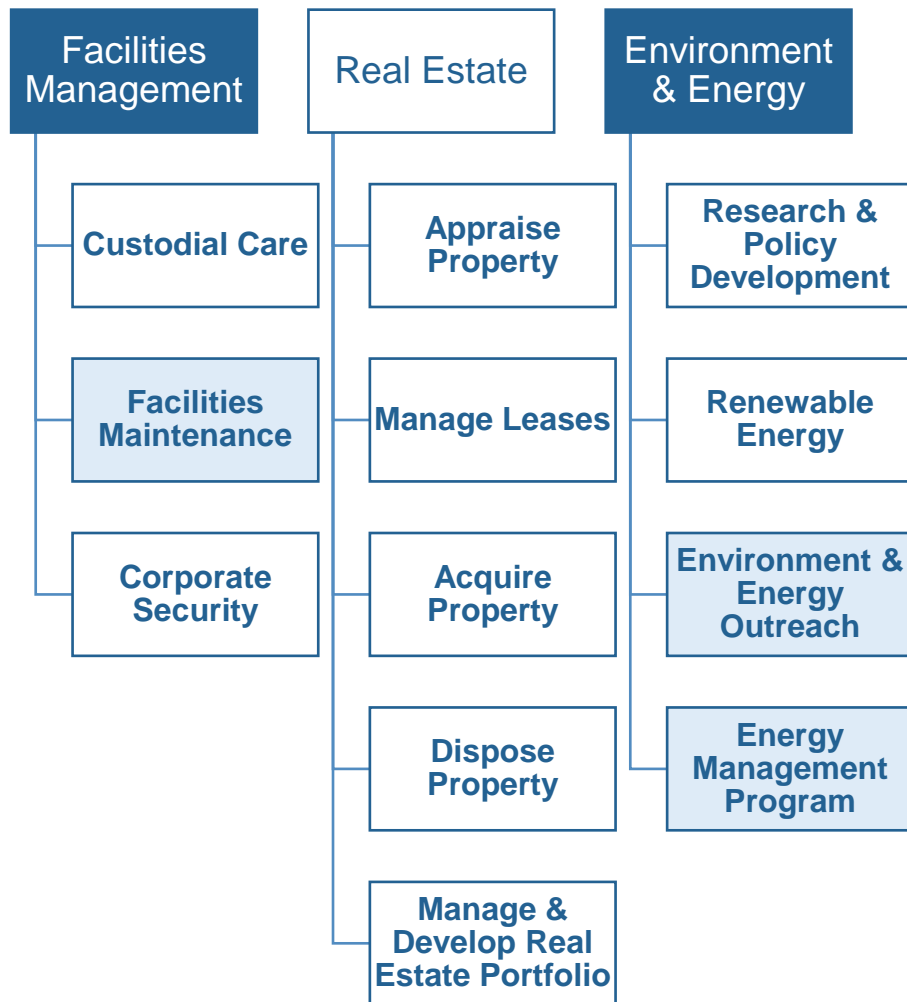 Facilities
Management
Custodial Care
Facilities
Maintenance
Corporate
Security
Real Estate
Appraise
Property
Manage Leases
Acquire
Property
Dispose
Property
Manage &
Develop Real
Estate Portfolio
Environment
& Energy
Research &
Policy
Development
Renewable
Energy
Environment &
Energy
Outreach
Energy
Management
Program